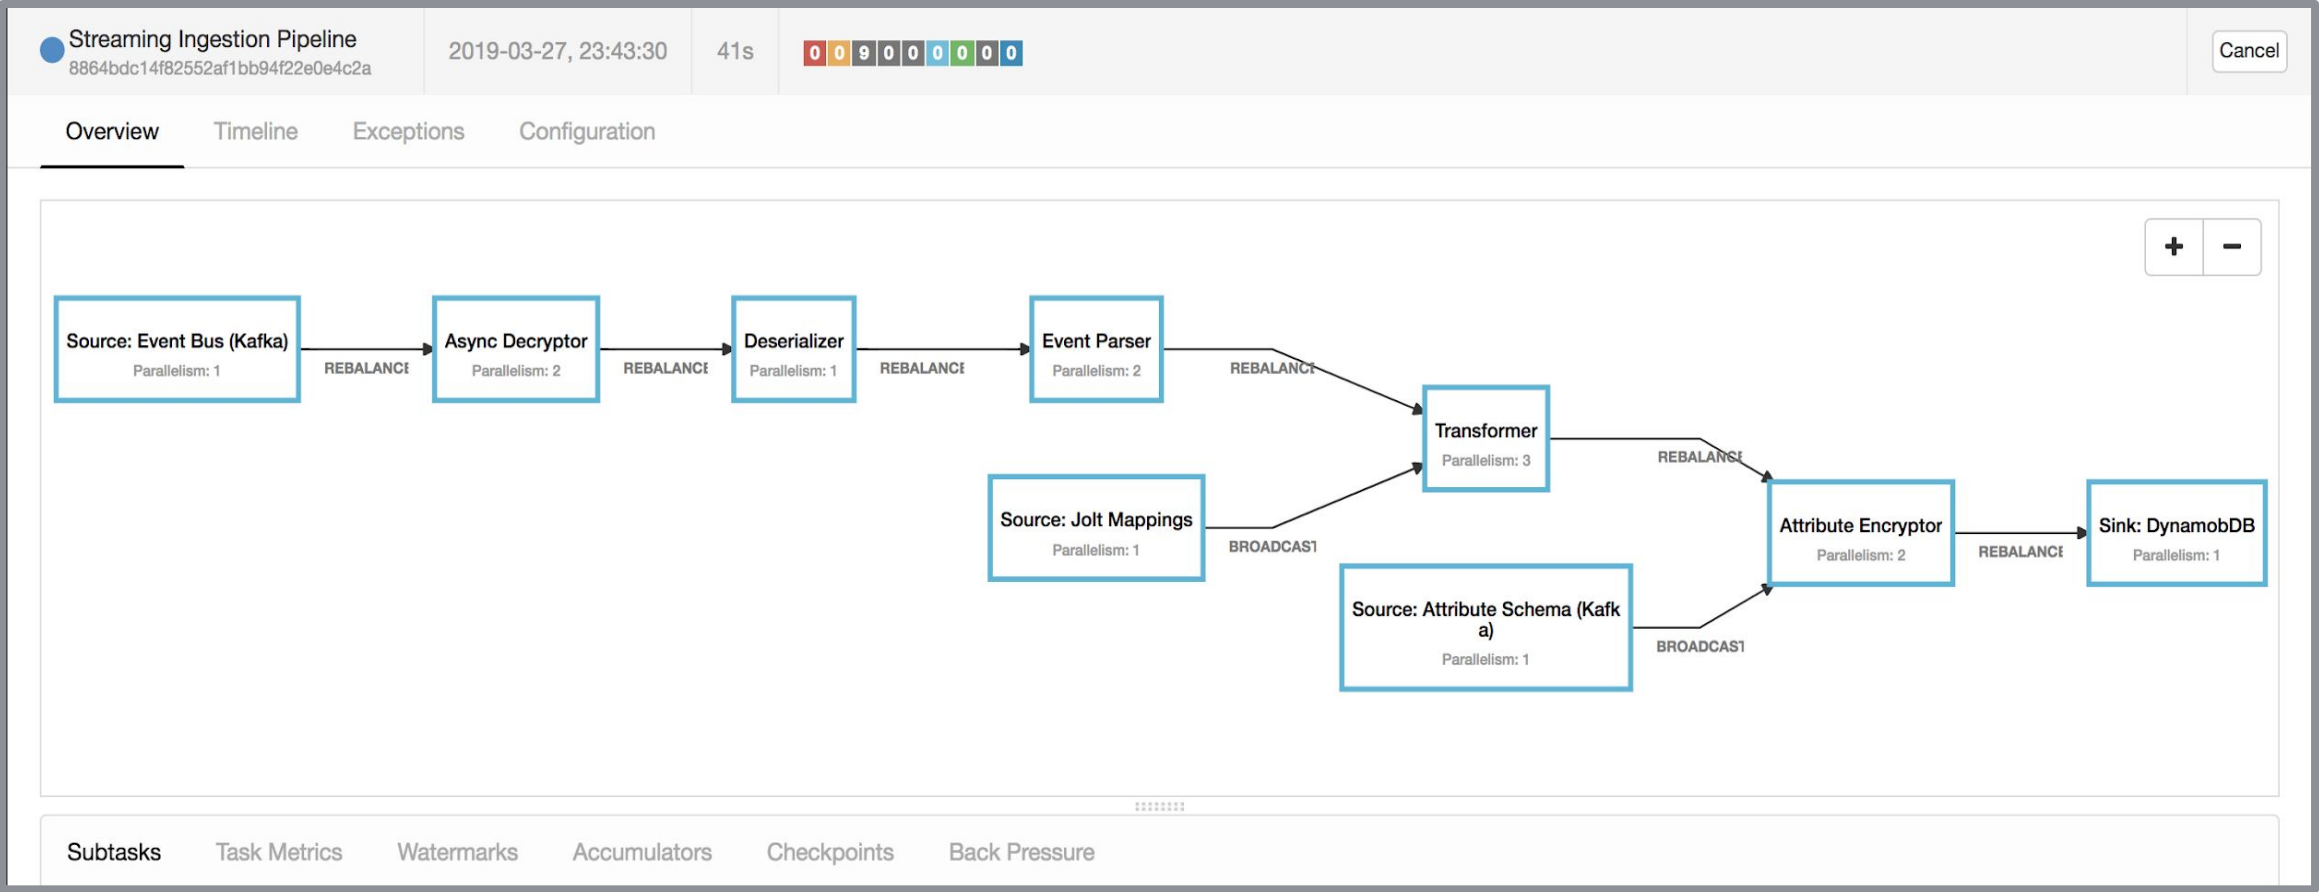 Streaming Ingestion Pipeline
8864bdc14f82552af1bb94f22e0e4c2a
2019-03-27, 23:43:30
41s
0 0 9 0 0 0 0 0 0
Cancel
Overview Timeline Exceptions Configuration
+ −
Source: Event Bus (Kafka)
Parallelism: 1
REBALANCE
Async Decryptor
Parallelism: 2
REBALANCE
Deserializer
Parallelism: 1
REBALANCE
Event Parser
Parallelism: 2
REBALANCE
Transformer
Parallelism: 3
REBALANCE
Source: Jolt Mappings
Parallelism: 1
BROADCAST
Attribute Encryptor
Parallelism: 2
REBALANCE
Sink: DynamobDB
Parallelism: 1
Source: Attribute Schema (Kafk
a)
Parallelism: 1
BROADCAST
Subtasks Task Metrics Watermarks Accumulators Checkpoints Back Pressure